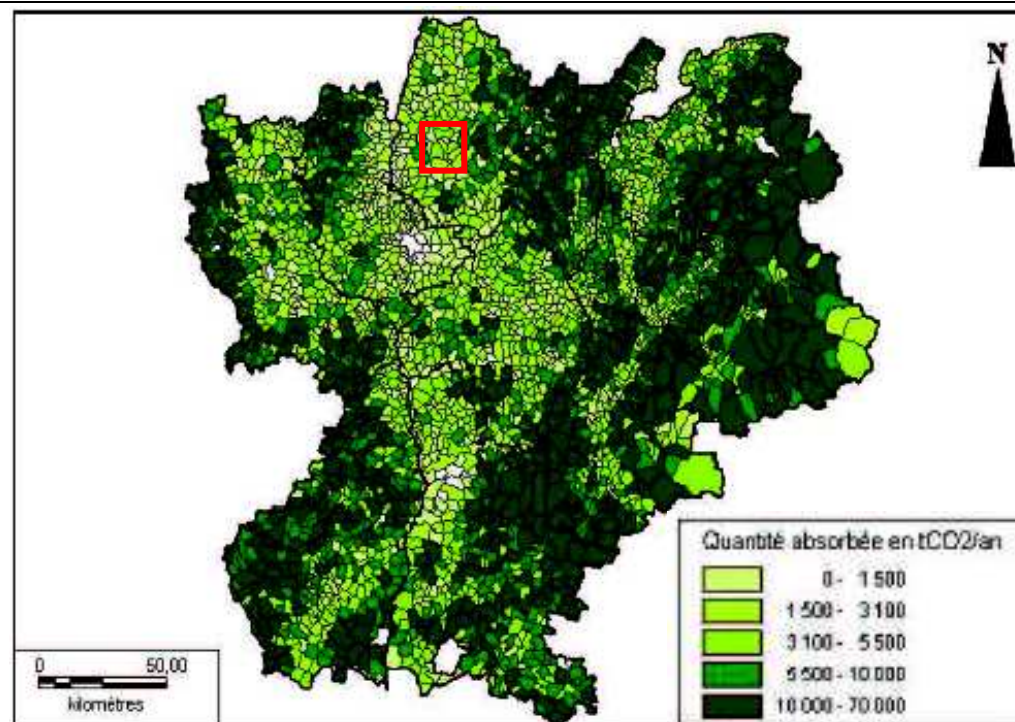 N
Quantité absorbée en tCO2/an
0 - 1 500
1 500 - 3 100
3 100 - 5 500
5 500 - 10 000
10 000 - 70 000
0 50,00
kilomètres